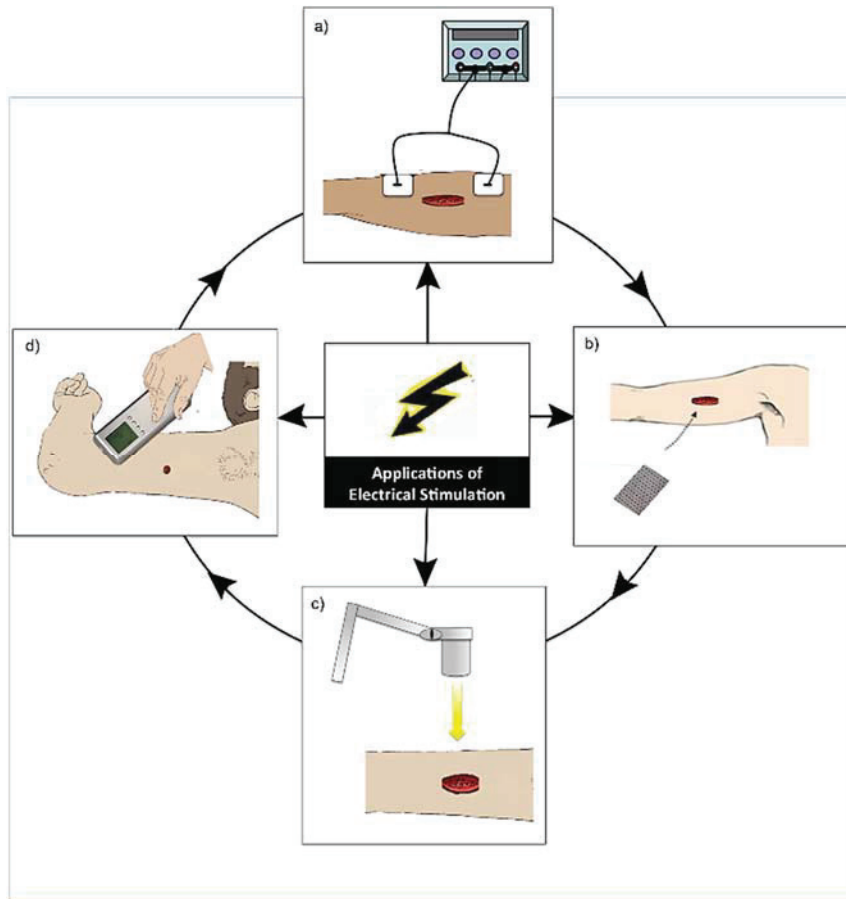 a)
d)
b)
Applications of
Electrical Stimulation
c)